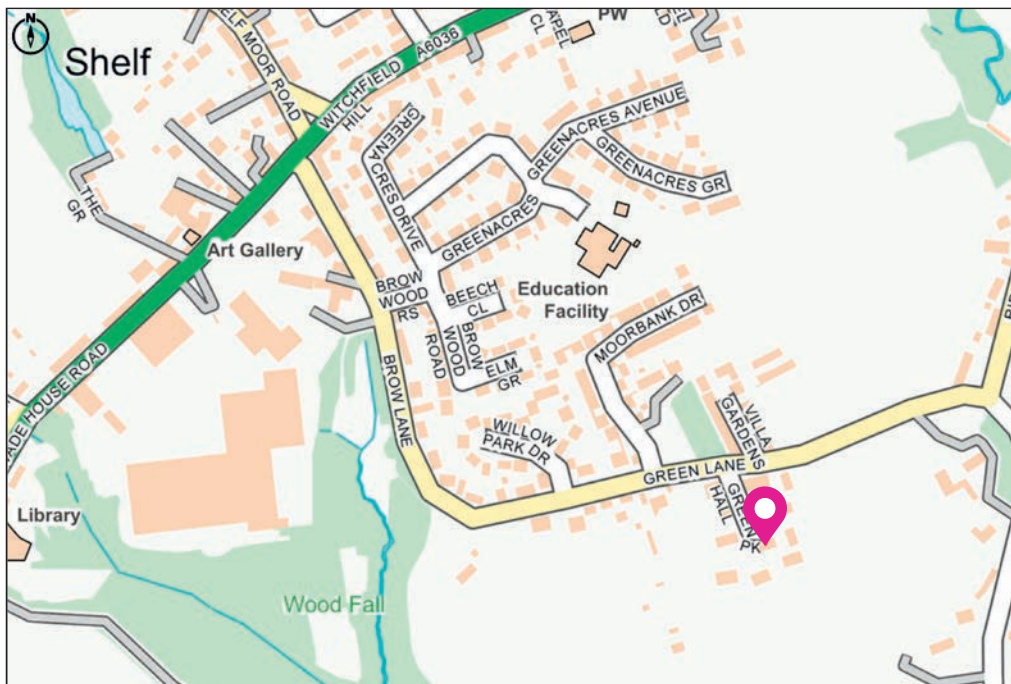 N
Shelf
PW
APEL
CL
ELF MOOR ROAD
WITCHFIELD
A6036
HILL
GREEN
ACRES DRIVE
GREENACRES AVENUE
GREENACRES GR
GREENACRES
THE
GR
Art Gallery
BROW
WOOD
RS
BEECH
CL
BROW
WOOD
ROAD
ELM
GR
Education
Facility
MOORBANK DR
ADE HOUSE ROAD
BROW LANE
WILLOW
PARK DR
VILLA
GARDENS
GREEN LANE
HALL
PK
Library
Wood Fall